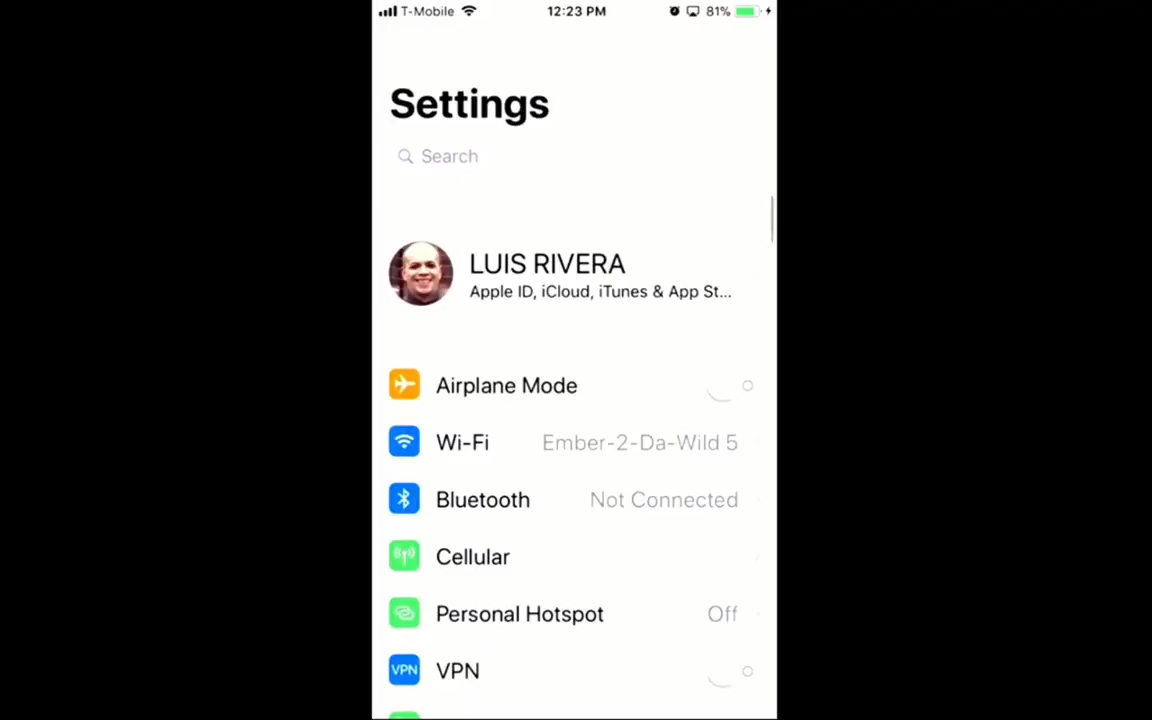 T-Mobile 12:23 PM 81%
Settings
Search
LUIS RIVERA
Apple ID, iCloud, iTunes & App St...
Airplane Mode
Wi-Fi Ember-2-Da-Wild 5
Bluetooth Not Connected
Cellular
Personal Hotspot Off
VPN VPN